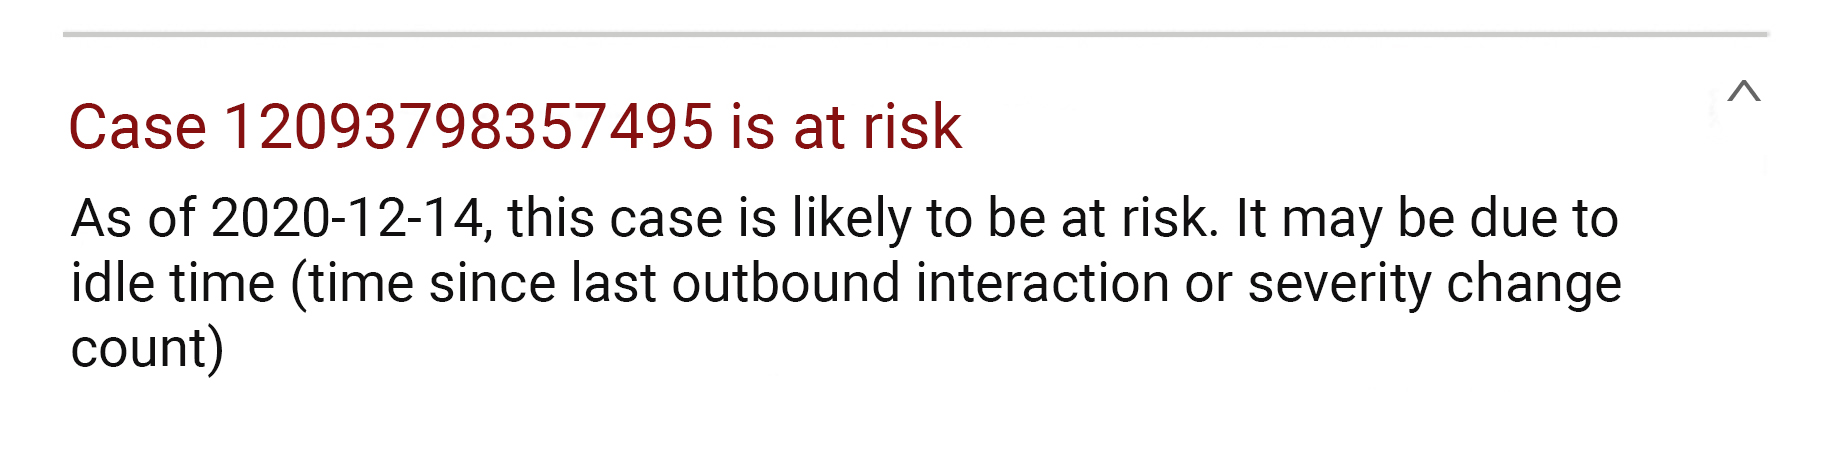 Case 12093798357495 is at risk
As of 2020-12-14, this case is likely to be at risk. It may be due to
idle time (time since last outbound interaction or severity change
count)